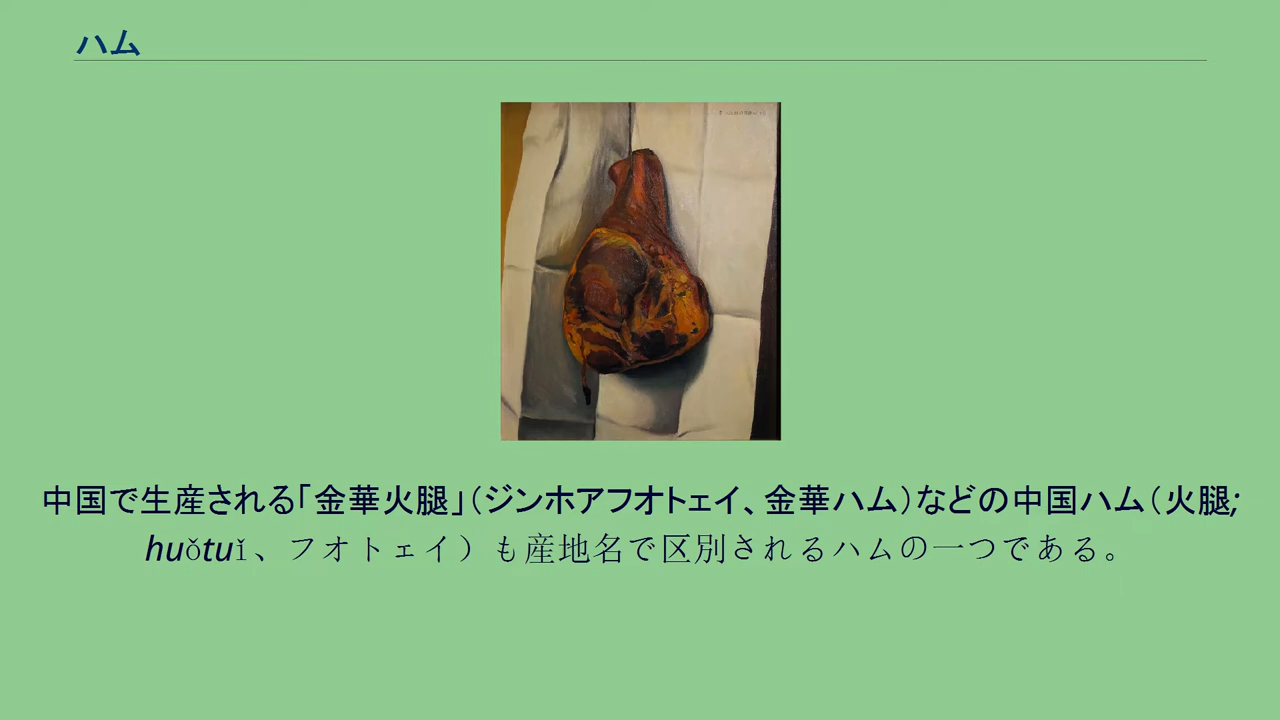 ハム
中国で生産される「金華火腿」（ジンホアフオトェイ、金華ハム）などの中国ハム（火腿;
huǒtuǐ、フオトェイ）も産地名で区別されるハムの一つである。